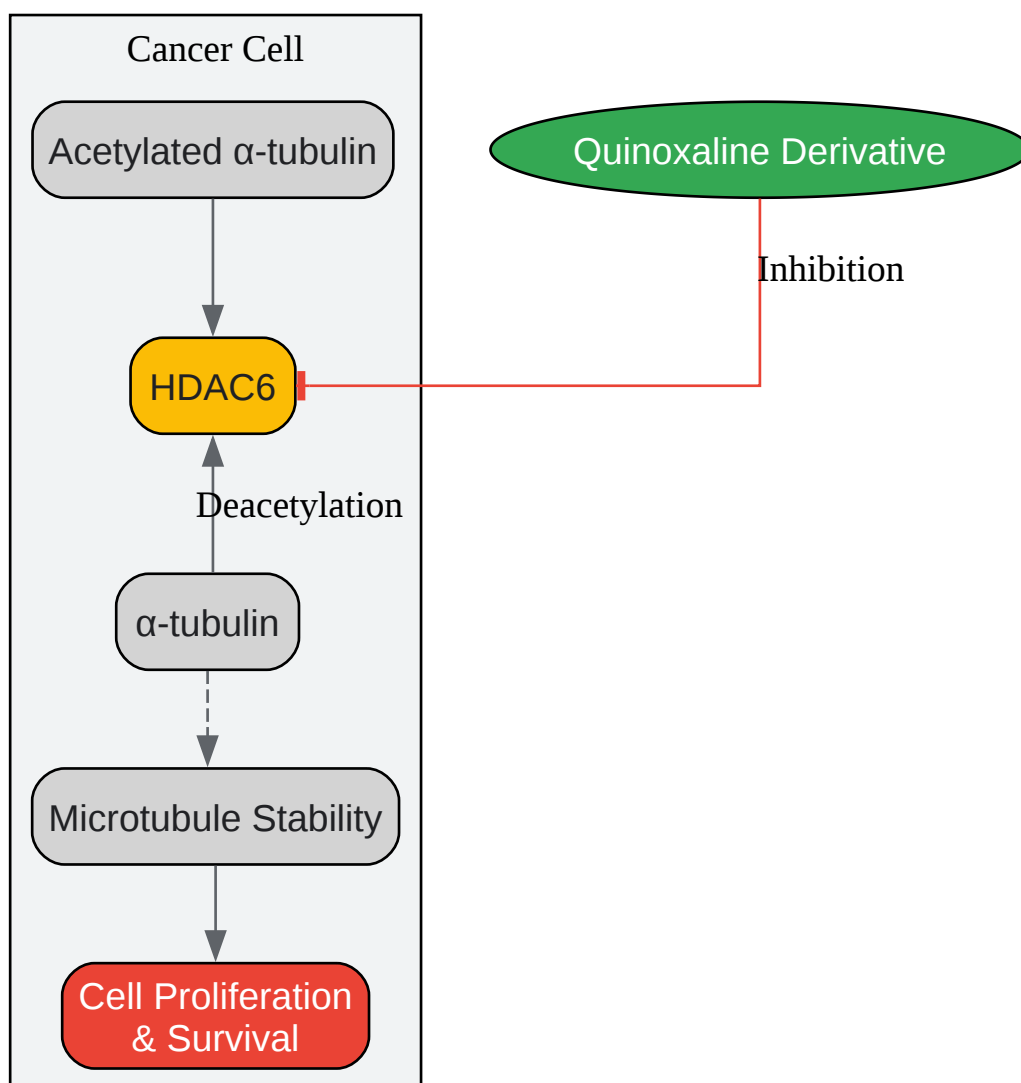 Cancer Cell
Acetylated α-tubulin
Quinoxaline Derivative
Inhibition
HDAC6
Deacetylation
α-tubulin
Microtubule Stability
Cell Proliferation
& Survival